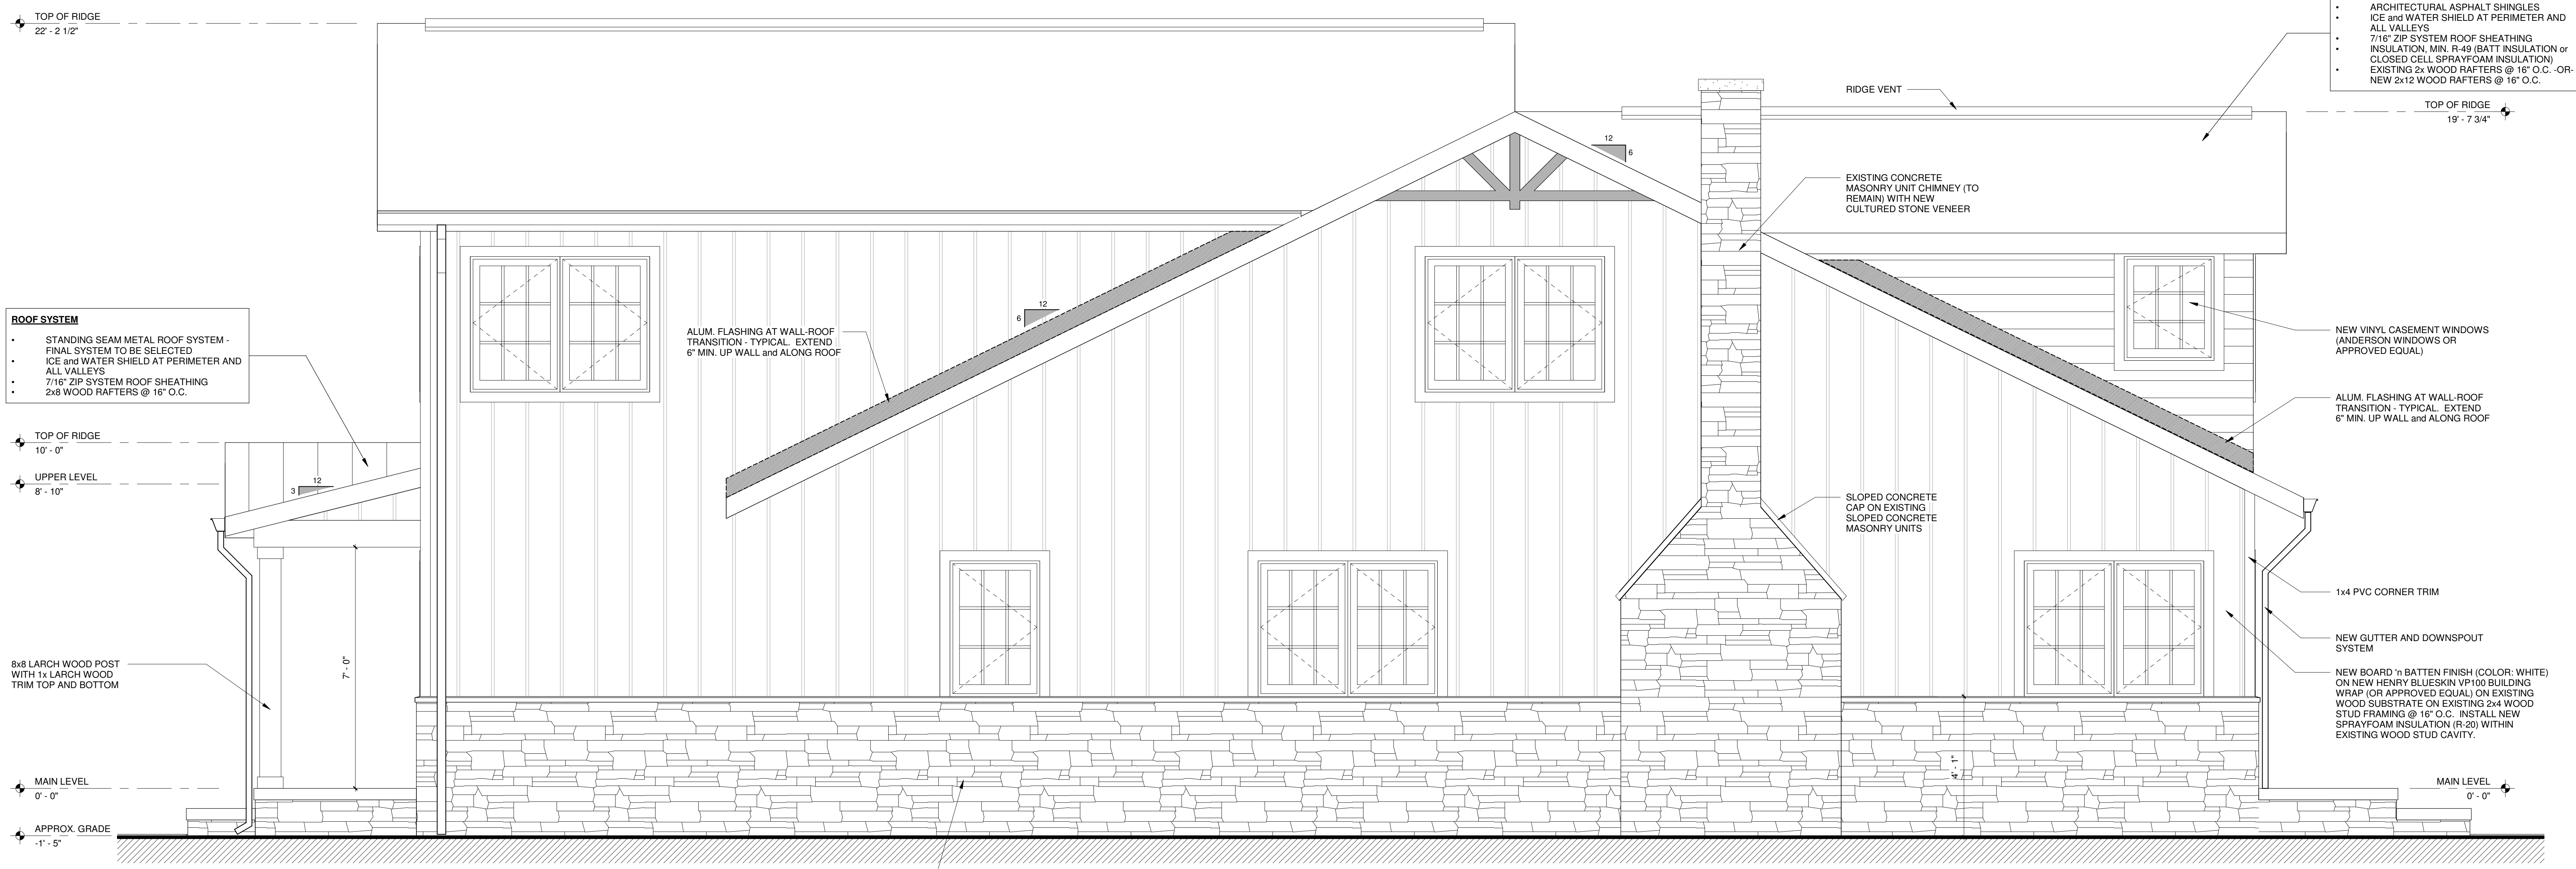 TOP OF RIDGE
22' - 2 1/2"
• ARCHITECTURAL ASPHALT SHINGLES
• ICE and WATER SHIELD AT PERIMETER AND
ALL VALLEYS
• 7/16" ZIP SYSTEM ROOF SHEATHING
• INSULATION, MIN. R-49 (BATT INSULATION or
CLOSED CELL SPRAYFOAM INSULATION)
• EXISTING 2x WOOD RAFTERS @ 16" O.C. -OR-
NEW 2x12 WOOD RAFTERS @ 16" O.C.
RIDGE VENT
TOP OF RIDGE
19' - 7 3/4"
12
6
EXISTING CONCRETE
MASONRY UNIT CHIMNEY (TO
REMAIN) WITH NEW
CULTURED STONE VENEER
ROOF SYSTEM
• STANDING SEAM METAL ROOF SYSTEM -
FINAL SYSTEM TO BE SELECTED
• ICE and WATER SHIELD AT PERIMETER AND
ALL VALLEYS
• 7/16" ZIP SYSTEM ROOF SHEATHING
• 2x8 WOOD RAFTERS @ 16" O.C.
12
6
ALUM. FLASHING AT WALL-ROOF
TRANSITION - TYPICAL. EXTEND
6" MIN. UP WALL and ALONG ROOF
NEW VINYL CASEMENT WINDOWS
(ANDERSON WINDOWS OR
APPROVED EQUAL)
ALUM. FLASHING AT WALL-ROOF
TRANSITION - TYPICAL. EXTEND
6" MIN. UP WALL and ALONG ROOF
TOP OF RIDGE
10' - 0"
UPPER LEVEL
8' - 10"
12
3
SLOPED CONCRETE
CAP ON EXISTING
SLOPED CONCRETE
MASONRY UNITS
1x4 PVC CORNER TRIM
NEW GUTTER AND DOWNSPOUT
SYSTEM
8x8 LARCH WOOD POST
WITH 1x LARCH WOOD
TRIM TOP AND BOTTOM
7' - 0"
NEW BOARD 'n BATTEN FINISH (COLOR: WHITE)
ON NEW HENRY BLUESKIN VP100 BUILDING
WRAP (OR APPROVED EQUAL) ON EXISTING
WOOD SUBSTRATE ON EXISTING 2x4 WOOD
STUD FRAMING @ 16" O.C. INSTALL NEW
SPRAYFOAM INSULATION (R-20) WITHIN
EXISTING WOOD STUD CAVITY.
4' - 1"
MAIN LEVEL
0' - 0"
MAIN LEVEL
0' - 0"
APPROX. GRADE
-1' - 5"